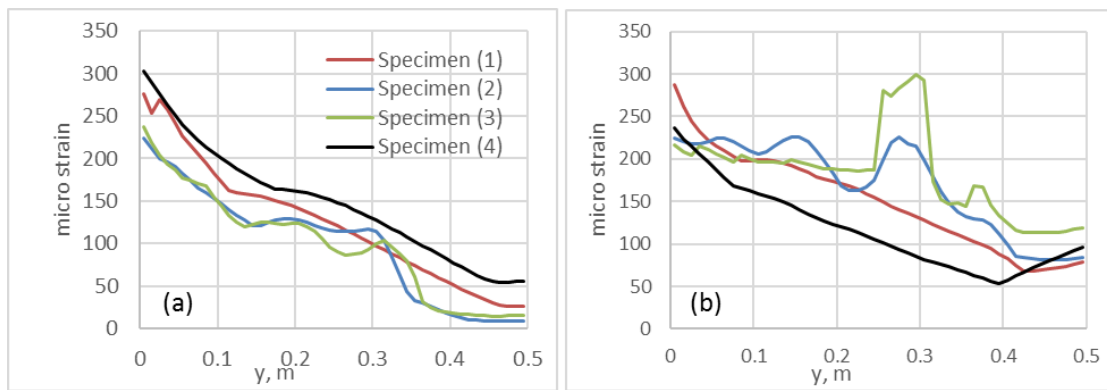 350
300
250
200
150
100
50
0
micro strain
Specimen (1)
Specimen (2)
Specimen (3)
Specimen (4)
(a)
0 0.1 0.2 0.3 0.4 0.5
y, m
350
300
250
200
150
100
50
0
micro strain
(b)
0 0.1 0.2 0.3 0.4 0.5
y, m